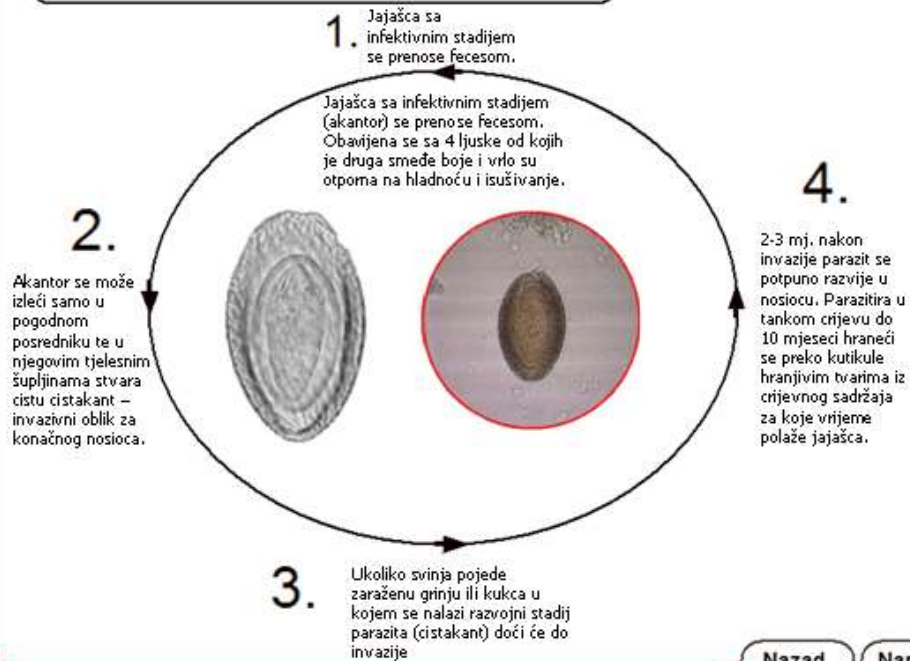 1.
Jajašca sa
infektivnim stadijem
se prenose fecesom.
Jajašca sa infektivnim stadijem
(akantor) se prenose fecesom.
Obavijena se sa 4 ljuske od kojih
je druga smeđe boje i vrlo su
otporna na hladnoću i isušivanje.
2.
Akantor se može
izleći samo u
pogodnom
posredniku te u
njegovim tjelesnim
šupljinama stvara
cistu cistakant –
invazivni oblik za
konačnog nosioca.
3.
Ukoliko svinja pojede
zaraženu grinju ili kukca u
kojem se nalazi razvojni stadij
parazita (cistakant) doći će do
invazije
4.
2-3 mj. nakon
invazije parazit se
potpuno razvije u
nosiocu. Parazitira u
tankom crijevu do
10 mjeseci hraneći
se preko kutikule
hranjivim tvarima iz
crijevnog sadržaja
za koje vrijeme
polaže jajašca.
Nazad